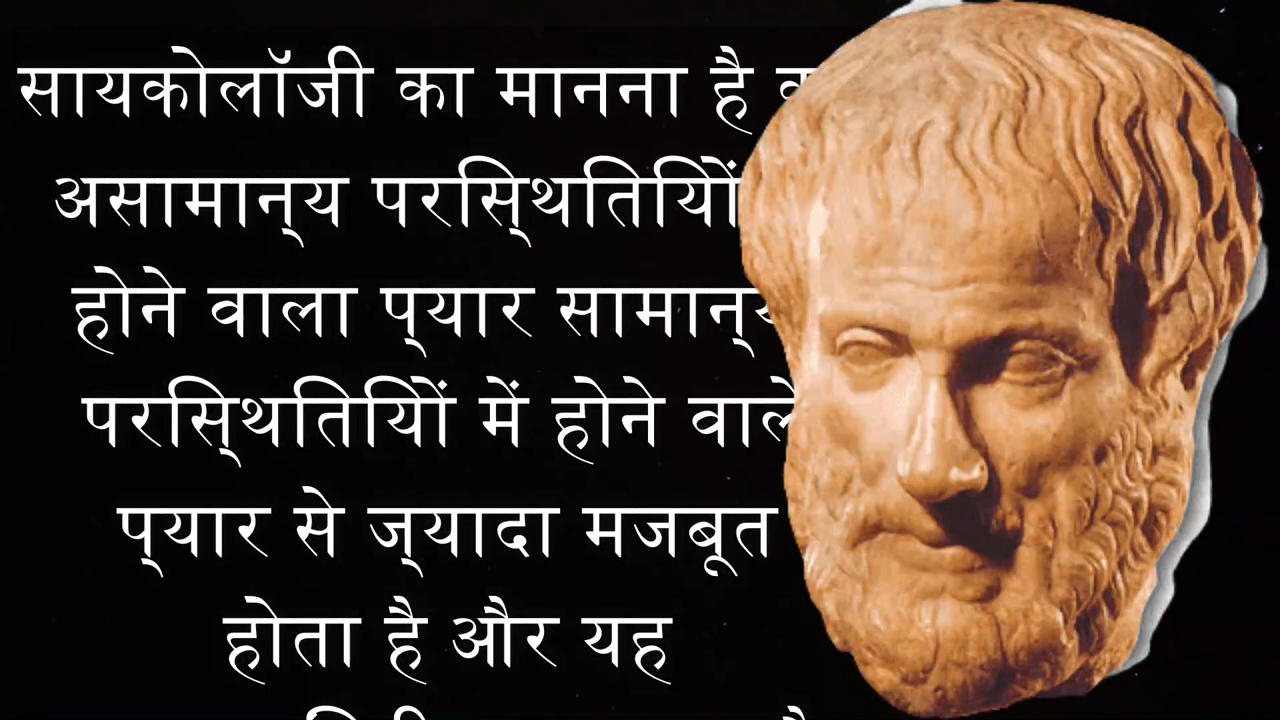 सायकोलॉजी का मानना है
असामान्‌य परस्‌थितियिों
होने वाला प्‌यार सामान्‌य
परस्‌थितियिों में होने वाले
प्‌यार से ज्‌यादा मजबूत
होता है और यह